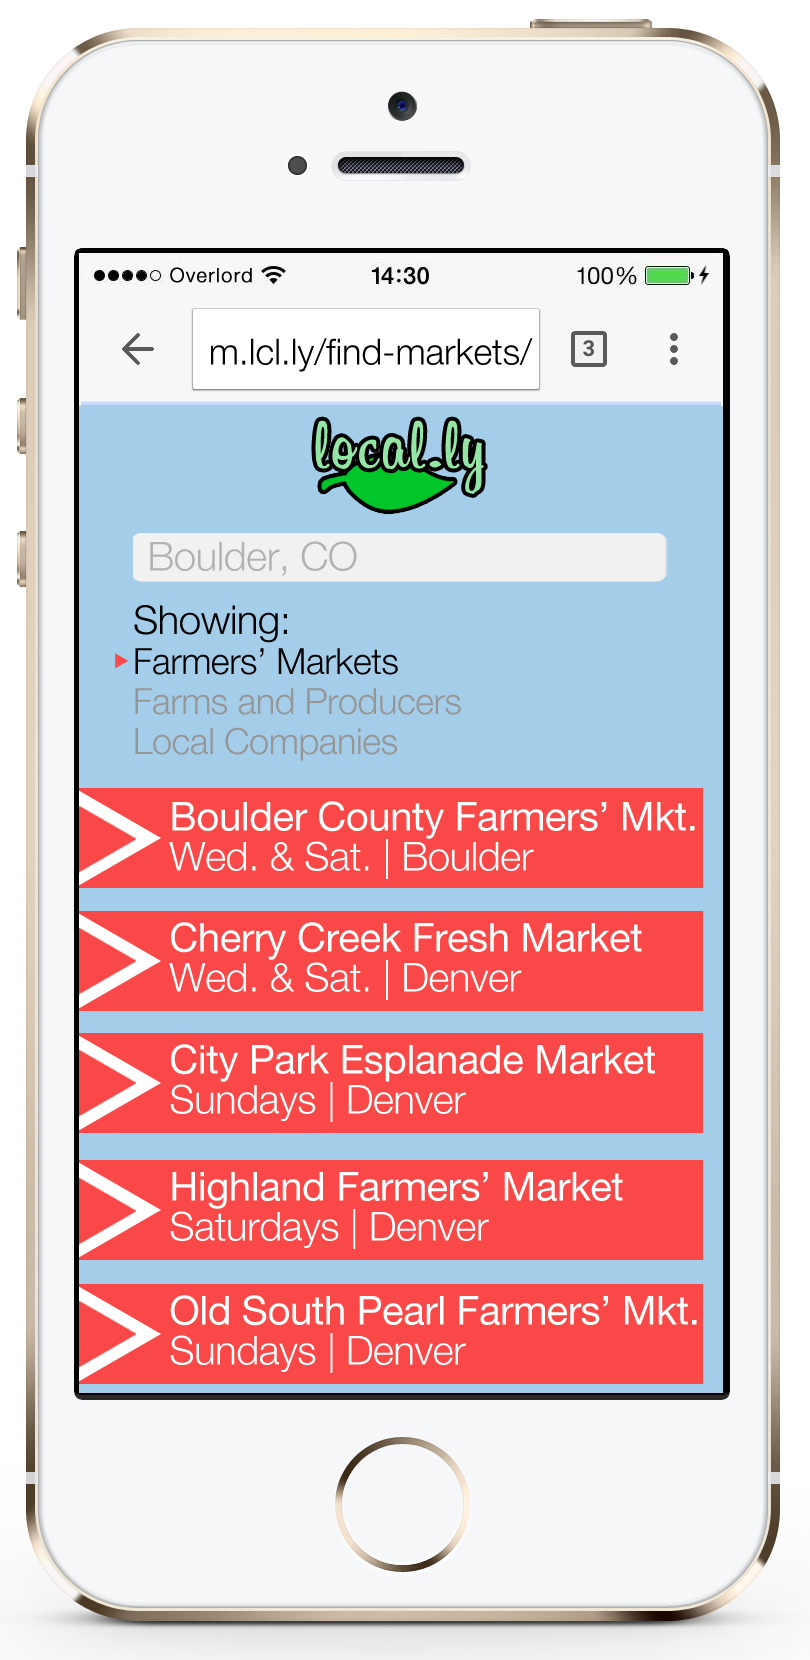 Overlord 14:30 100%
m.lcl.ly/find-markets/ 3
local.ly
Boulder, CO
Showing:
Farmers’ Markets
Farms and Producers
Local Companies
Boulder County Farmers’ Mkt.
Wed. & Sat. | Boulder
Cherry Creek Fresh Market
Wed. & Sat. | Denver
City Park Esplanade Market
Sundays | Denver
Highland Farmers’ Market
Saturdays | Denver
Old South Pearl Farmers’ Mkt.
Sundays | Denver